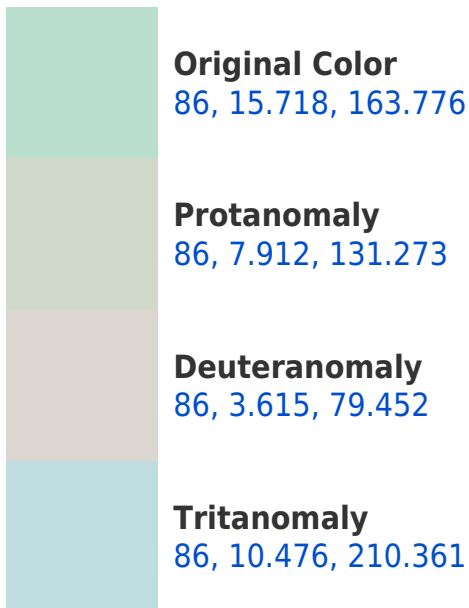 Original Color
86, 15.718, 163.776
Protanomaly
86, 7.912, 131.273
Deuteranomaly
86, 3.615, 79.452
Tritanomaly
86, 10.476, 210.361